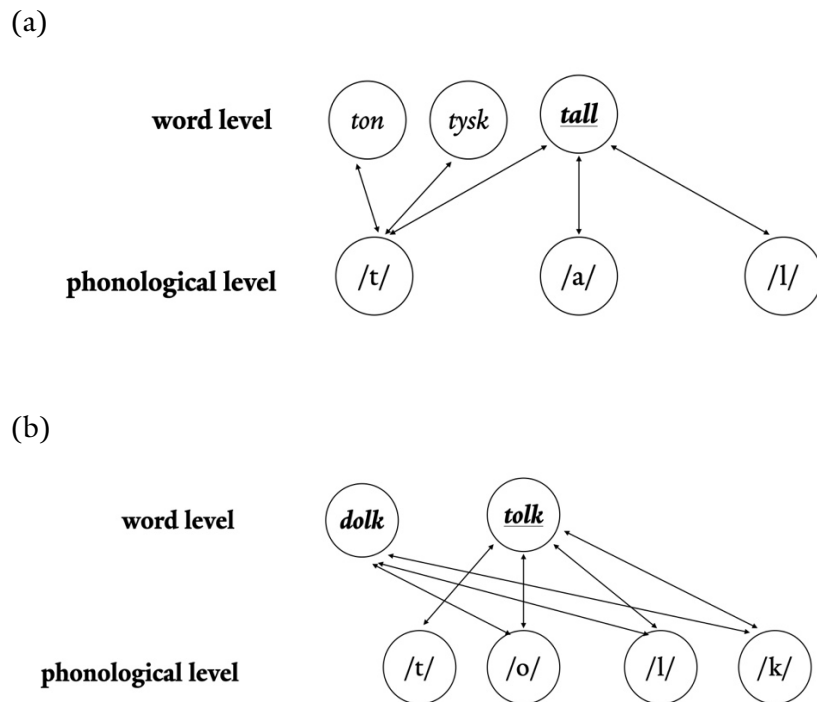 (a)
word level ton tysk tall
phonological level /t/ /a/ /l/
(b)
word level dolk tolk
phonological level /t/ /o/ /l/ /k/